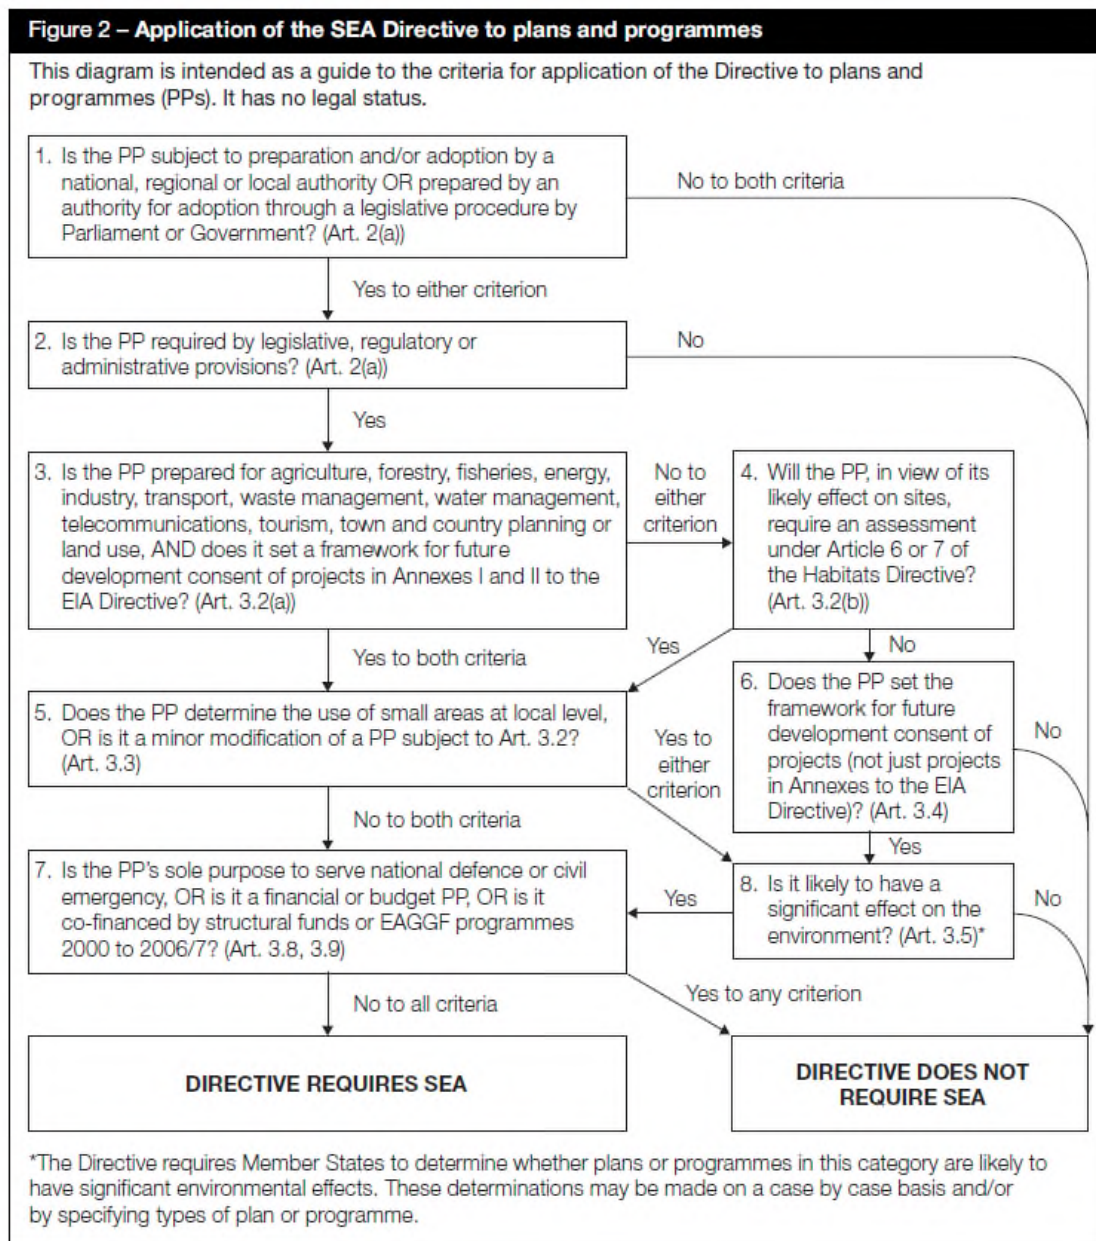 Figure 2 – Application of the SEA Directive to plans and programmes
This diagram is intended as a guide to the criteria for application of the Directive to plans and
programmes (PPs). It has no legal status.
1. Is the PP subject to preparation and/or adoption by a
national, regional or local authority OR prepared by an
authority for adoption through a legislative procedure by
Parliament or Government? (Art. 2(a))
No to both criteria
Yes to either criterion
2. Is the PP required by legislative, regulatory or
administrative provisions? (Art. 2(a))
No
Yes
3. Is the PP prepared for agriculture, forestry, fisheries, energy,
industry, transport, waste management, water management,
telecommunications, tourism, town and country planning or
land use, AND does it set a framework for future
development consent of projects in Annexes I and II to the
EIA Directive? (Art. 3.2(a))
No to
either
criterion
4. Will the PP, in view of its
likely effect on sites,
require an assessment
under Article 6 or 7 of
the Habitats Directive?
(Art. 3.2(b))
Yes to both criteria
Yes
No
5. Does the PP determine the use of small areas at local level,
OR is it a minor modification of a PP subject to Art. 3.2?
(Art. 3.3)
Yes to
either
criterion
6. Does the PP set the
framework for future
development consent of
projects (not just projects
in Annexes to the EIA
Directive)? (Art. 3.4)
No
No to both criteria
Yes
7. Is the PP's sole purpose to serve national defence or civil
emergency, OR is it a financial or budget PP, OR is it
co-financed by structural funds or EAGGF programmes
2000 to 2006/7? (Art. 3.8, 3.9)
Yes
8. Is it likely to have a
significant effect on the
environment? (Art. 3.5)*
No
No to all criteria
Yes to any criterion
DIRECTIVE REQUIRES SEA
DIRECTIVE DOES NOT
REQUIRE SEA
*The Directive requires Member States to determine whether plans or programmes in this category are likely to
have significant environmental effects. These determinations may be made on a case by case basis and/or
by specifying types of plan or programme.